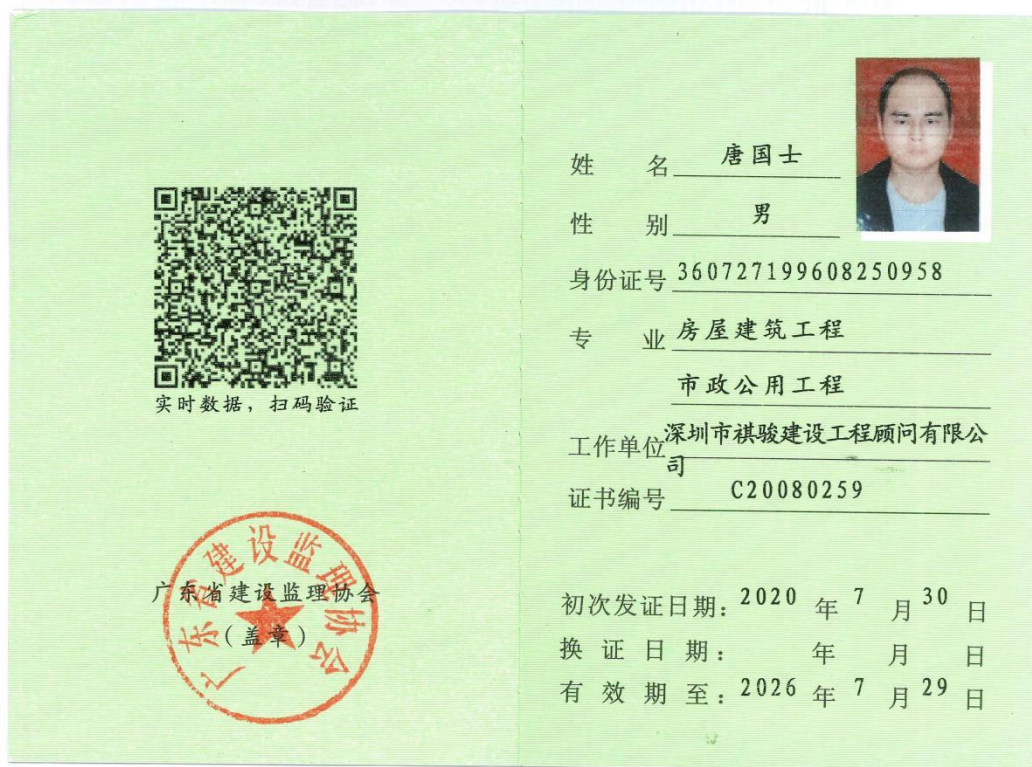 实时数据，扫码验证
广东省建设监理协会
（盖章）
广东省建设监理协会
姓 名 唐国士
性 别 男
身份证号 360727199608250958
专 业 房屋建筑工程
市政公用工程
工作单位 深圳市祺骏建设工程顾问有限公
司
证书编号 C20080259
初次发证日期：2020 年 7 月 30 日
换 证 日 期： 年 月 日
有 效 期 至：2026 年 7 月 29 日